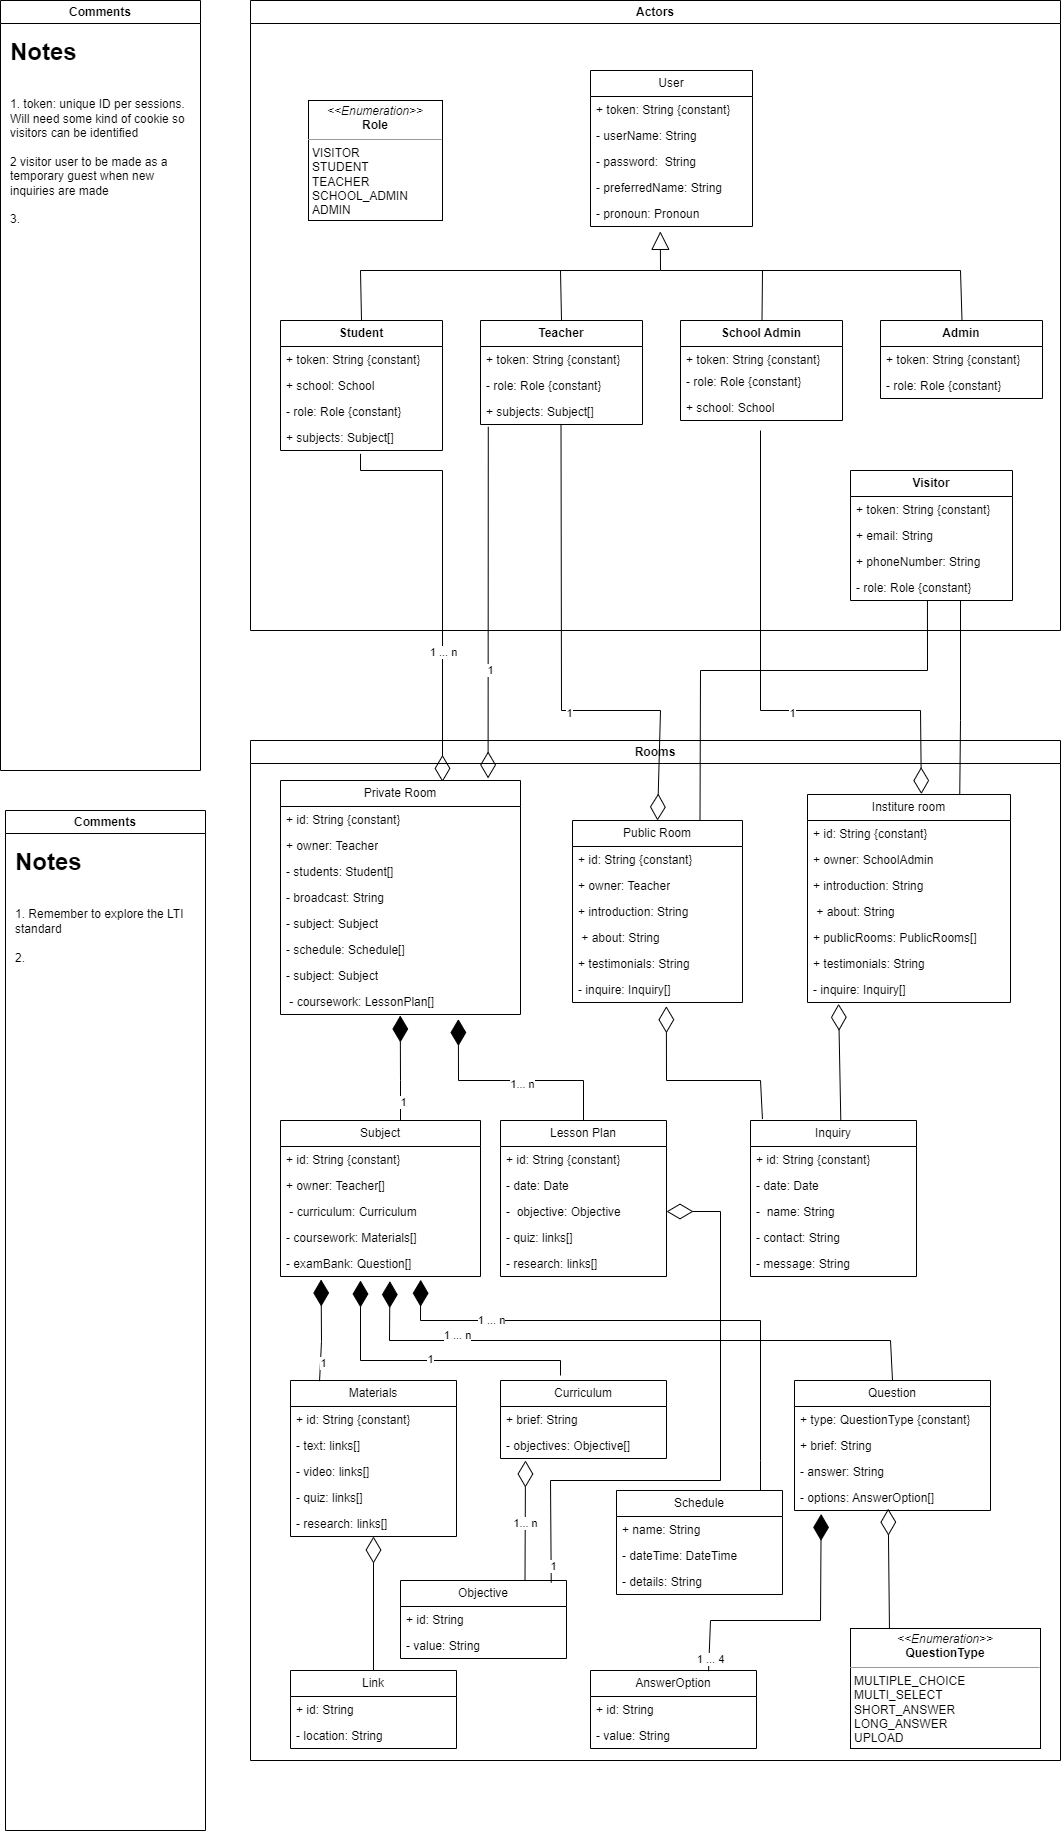 Comments
Notes
1. token: unique ID per sessions.
Will need some kind of cookie so
visitors can be identified
2 visitor user to be made as a
temporary guest when new
inquiries are made
3.
Actors
<<Enumeration>>
Role
VISITOR
STUDENT
TEACHER
SCHOOL_ADMIN
ADMIN
User
+ token: String {constant}
- userName: String
- password:  String
- preferredName: String
- pronoun: Pronoun
Student
+ token: String {constant}
+ school: School
- role: Role {constant}
+ subjects: Subject[]
Teacher
+ token: String {constant}
- role: Role {constant}
+ subjects: Subject[]
School Admin
+ token: String {constant}
- role: Role {constant}
+ school: School
Admin
+ token: String {constant}
- role: Role {constant}
Visitor
+ token: String {constant}
+ email: String
+ phoneNumber: String
- role: Role {constant}
1 ... n
1
1
1
Comments
Notes
1. Remember to explore the LTI
standard
2.
Rooms
Private Room
+ id: String {constant}
+ owner: Teacher
- students: Student[]
- broadcast: String
- subject: Subject
- schedule: Schedule[]
- subject: Subject
- coursework: LessonPlan[]
Public Room
+ id: String {constant}
+ owner: Teacher
+ introduction: String
+ about: String
+ testimonials: String
- inquire: Inquiry[]
Institure room
+ id: String {constant}
+ owner: SchoolAdmin
+ introduction: String
+ about: String
+ publicRooms: PublicRooms[]
+ testimonials: String
- inquire: Inquiry[]
1
1... n
Subject
+ id: String {constant}
+ owner: Teacher[]
- curriculum: Curriculum
- coursework: Materials[]
- examBank: Question[]
Lesson Plan
+ id: String {constant}
- date: Date
-  objective: Objective
- quiz: links[]
- research: links[]
Inquiry
+ id: String {constant}
- date: Date
-  name: String
- contact: String
- message: String
1 ... n
1 ... n
1
1
Materials
+ id: String {constant}
- text: links[]
- video: links[]
- quiz: links[]
- research: links[]
Curriculum
+ brief: String
- objectives: Objective[]
Question
+ type: QuestionType {constant}
+ brief: String
- answer: String
- options: AnswerOption[]
Schedule
+ name: String
- dateTime: DateTime
- details: String
1... n
1
Objective
+ id: String
- value: String
1 ... 4
Link
+ id: String
- location: String
AnswerOption
+ id: String
- value: String
<<Enumeration>>
QuestionType
MULTIPLE_CHOICE
MULTI_SELECT
SHORT_ANSWER
LONG_ANSWER
UPLOAD